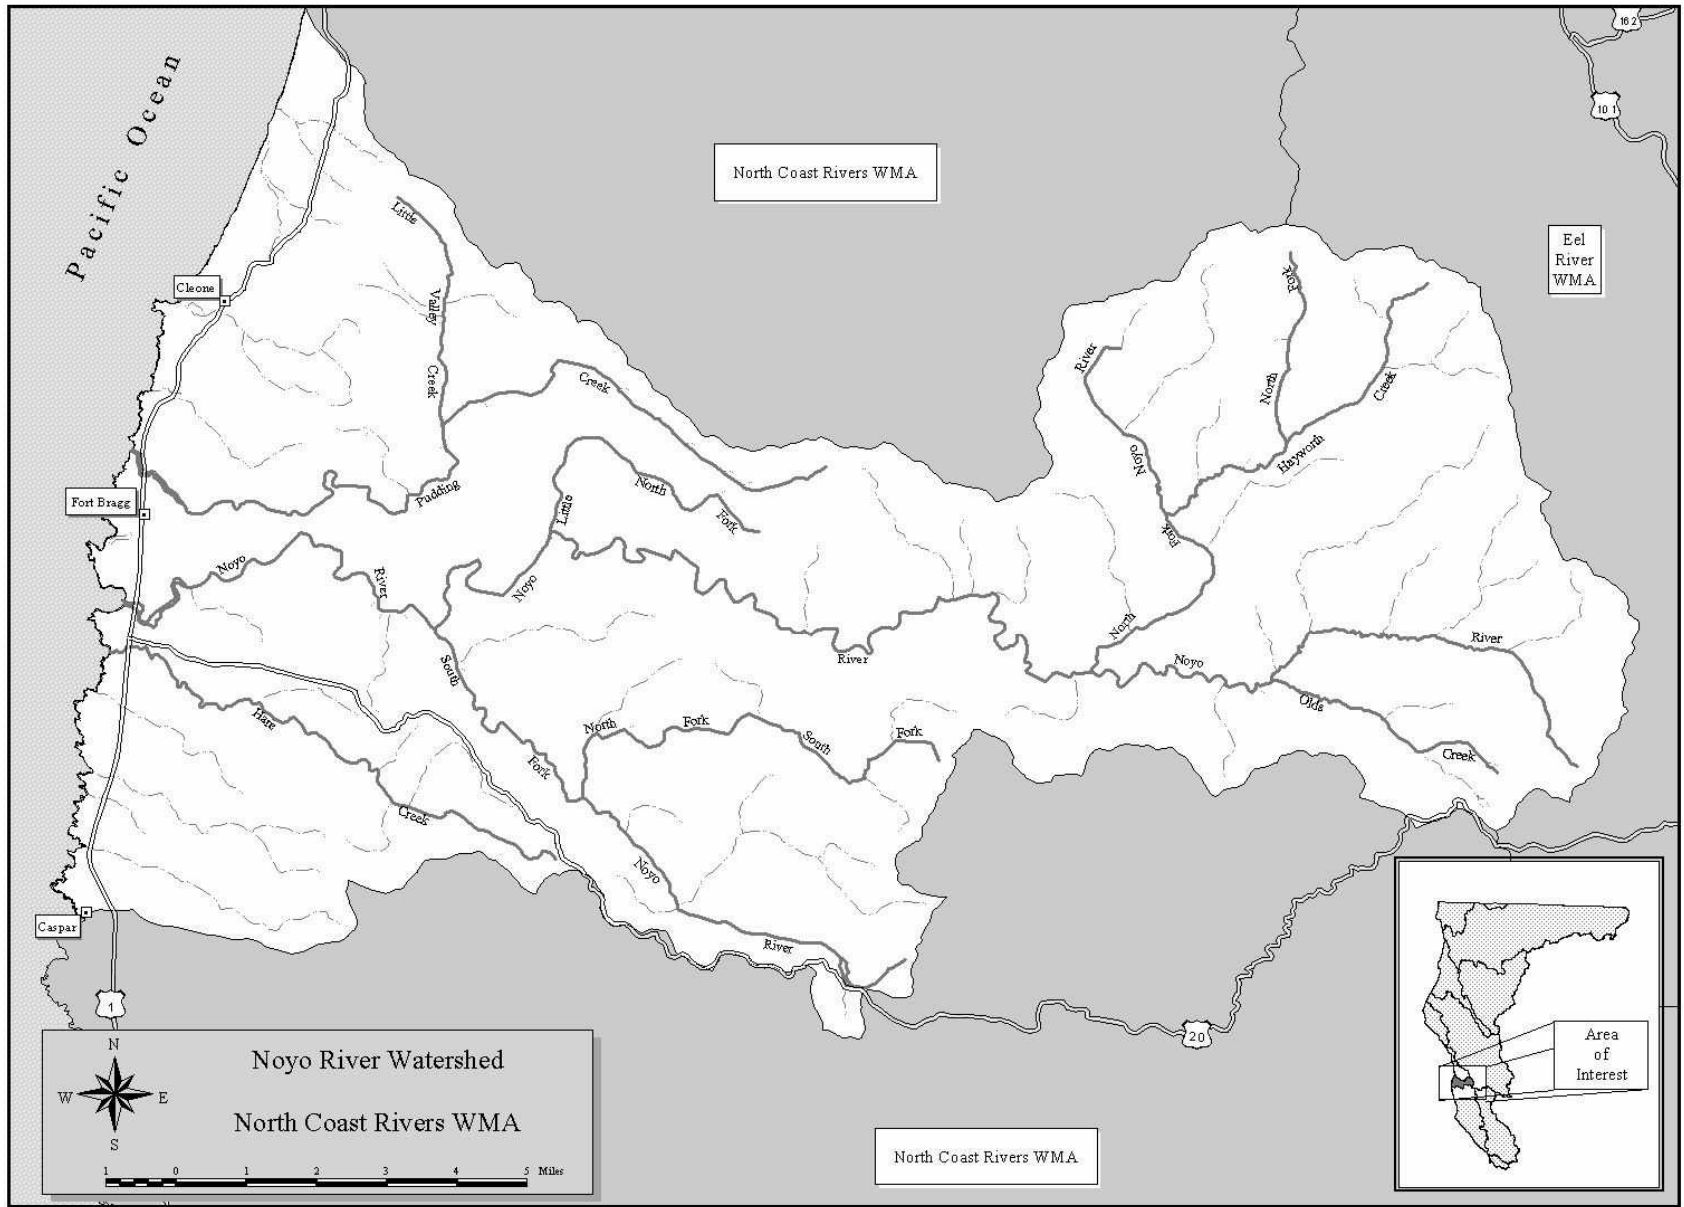 162
101
Pacific Ocean
North Coast Rivers WMA
Eel
River
WMA
Little
Valley
Creek
Cleone
Creek
Pudding
Fort Bragg
River
Noyo
Fork
North
Fork
North
Hayworth
Creek
North
Fork
Little
Noyo
Noyo
River
River
North
Noyo
River
Olds
Creek
South
Fork
Noyo
River
North
Fork
South
Fork
Hare
Creek
Caspar
1
20
Noyo River Watershed
North Coast Rivers WMA
N
W
E
S
1 0 1 2 3 4 5 Miles
North Coast Rivers WMA
Area
of
Interest